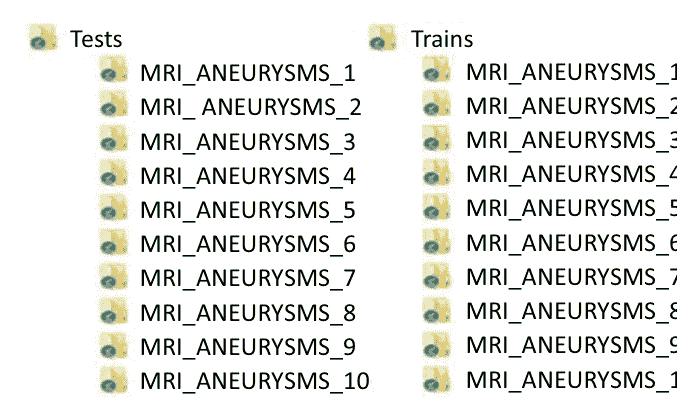 Tests
MRI_ANEURYSMS_1
MRI_ ANEURYSMS_2
MRI_ANEURYSMS_3
MRI_ANEURYSMS_4
MRI_ANEURYSMS_5
MRI_ANEURYSMS_6
MRI_ANEURYSMS_7
MRI_ANEURYSMS_8
MRI_ANEURYSMS_9
MRI_ANEURYSMS_10
Trains
MRI_ANEURYSMS_1
MRI_ANEURYSMS_2
MRI_ANEURYSMS_3
MRI_ANEURYSMS_4
MRI_ANEURYSMS_5
MRI_ANEURYSMS_6
MRI_ANEURYSMS_7
MRI_ANEURYSMS_8
MRI_ANEURYSMS_9
MRI_ANEURYSMS_1